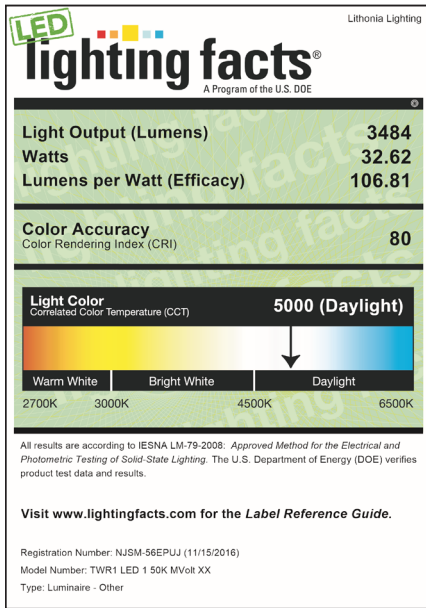 Lithonia Lighting
LED
lighting facts®
A Program of the U.S. DOE
Light Output (Lumens) 3484
Watts 32.62
Lumens per Watt (Efficacy) 106.81
Color Accuracy
Color Rendering Index (CRI) 80
Light Color
Correlated Color Temperature (CCT) 5000 (Daylight)
Warm White Bright White Daylight
2700K 3000K 4500K 6500K
All results are according to IESNA LM-79-2008: Approved Method for the Electrical and
Photometric Testing of Solid-State Lighting. The U.S. Department of Energy (DOE) verifies
product test data and results.
Visit www.lightingfacts.com for the Label Reference Guide.
Registration Number: NJSM-56EPUJ (11/15/2016)
Model Number: TWR1 LED 1 50K MVolt XX
Type: Luminaire - Other